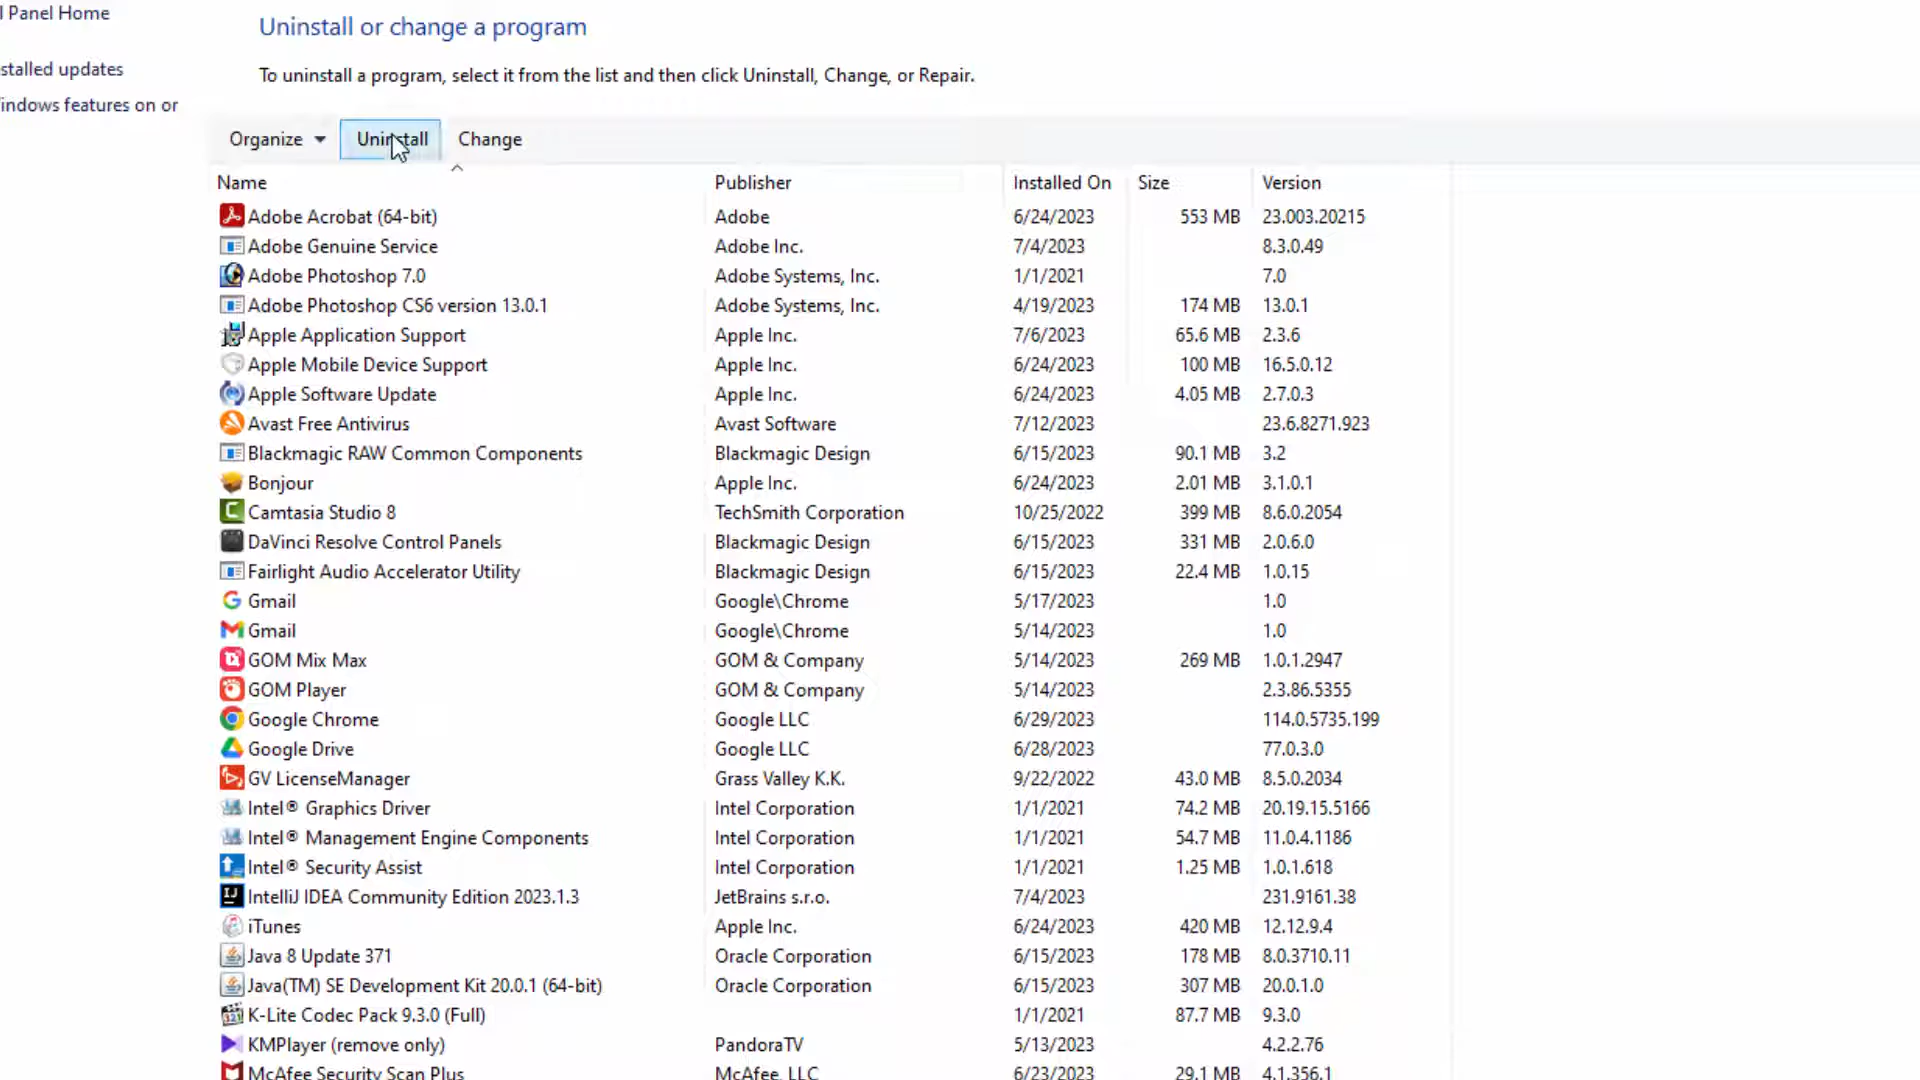 l Panel Home
Uninstall or change a program
stalled updates
To uninstall a program, select it from the list and then click Uninstall, Change, or Repair.
indows features on or
Organize Uninstall Change
Name Publisher Installed On Size Version
Adobe Acrobat (64-bit) Adobe 6/24/2023 553 MB 23.003.20215
Adobe Genuine Service Adobe Inc. 7/4/2023 8.3.0.49
Adobe Photoshop 7.0 Adobe Systems, Inc. 1/1/2021 7.0
Adobe Photoshop CS6 version 13.0.1 Adobe Systems, Inc. 4/19/2023 174 MB 13.0.1
Apple Application Support Apple Inc. 7/6/2023 65.6 MB 2.3.6
Apple Mobile Device Support Apple Inc. 6/24/2023 100 MB 16.5.0.12
Apple Software Update Apple Inc. 6/24/2023 4.05 MB 2.7.0.3
Avast Free Antivirus Avast Software 7/12/2023 23.6.8271.923
Blackmagic RAW Common Components Blackmagic Design 6/15/2023 90.1 MB 3.2
Bonjour Apple Inc. 6/24/2023 2.01 MB 3.1.0.1
Camtasia Studio 8 TechSmith Corporation 10/25/2022 399 MB 8.6.0.2054
DaVinci Resolve Control Panels Blackmagic Design 6/15/2023 331 MB 2.0.6.0
Fairlight Audio Accelerator Utility Blackmagic Design 6/15/2023 22.4 MB 1.0.15
Gmail Google\Chrome 5/17/2023 1.0
Gmail Google\Chrome 5/14/2023 1.0
GOM Mix Max GOM & Company 5/14/2023 269 MB 1.0.1.2947
GOM Player GOM & Company 5/14/2023 2.3.86.5355
Google Chrome Google LLC 6/29/2023 114.0.5735.199
Google Drive Google LLC 6/28/2023 77.0.3.0
GV LicenseManager Grass Valley K.K. 9/22/2022 43.0 MB 8.5.0.2034
Intel® Graphics Driver Intel Corporation 1/1/2021 74.2 MB 20.19.15.5166
Intel® Management Engine Components Intel Corporation 1/1/2021 54.7 MB 11.0.4.1186
Intel® Security Assist Intel Corporation 1/1/2021 1.25 MB 1.0.1.618
IntelliJ IDEA Community Edition 2023.1.3 JetBrains s.r.o. 7/4/2023 231.9161.38
iTunes Apple Inc. 6/24/2023 420 MB 12.12.9.4
Java 8 Update 371 Oracle Corporation 6/15/2023 178 MB 8.0.3710.11
Java(TM) SE Development Kit 20.0.1 (64-bit) Oracle Corporation 6/15/2023 307 MB 20.0.1.0
K-Lite Codec Pack 9.3.0 (Full) 1/1/2021 87.7 MB 9.3.0
KMPlayer (remove only) PandoraTV 5/13/2023 4.2.2.76
McAfee Security Scan Plus McAfee, LLC 6/23/2023 29.1 MB 4.1.356.1